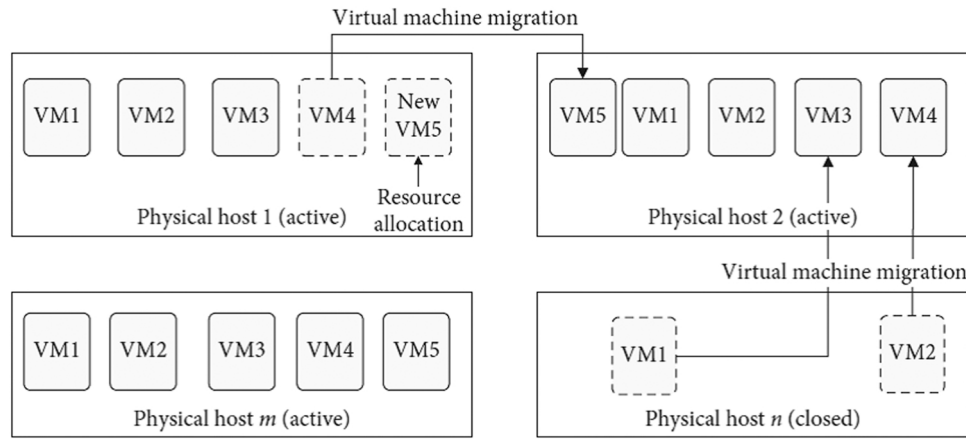 Virtual machine migration
VM1 VM2 VM3 VM4 New
VM5
Resource
allocation
Physical host 1 (active)
VM5 VM1 VM2 VM3 VM4
Physical host 2 (active)
Virtual machine migration
VM1 VM2 VM3 VM4 VM5
Physical host m (active)
VM1 VM2
Physical host n (closed)